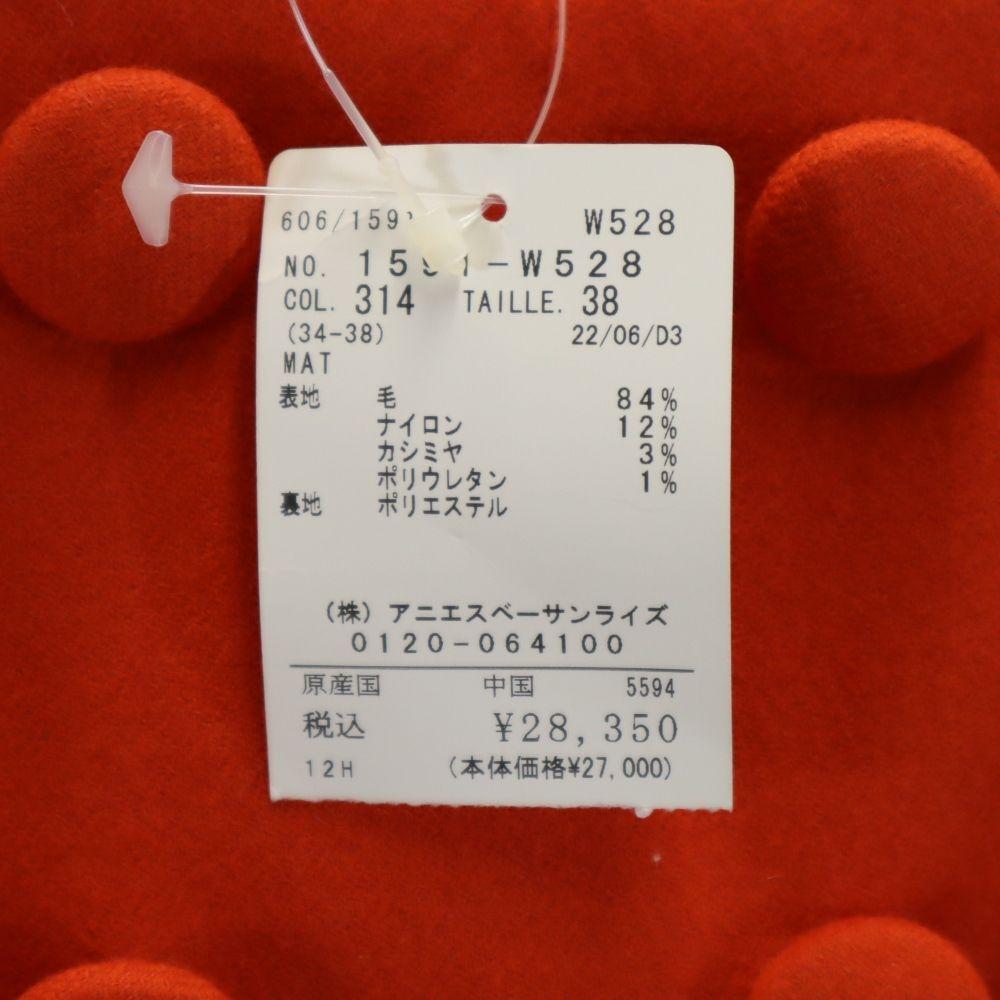 606/1591 W528
NO. 1591-W528
COL. 314 TAILLE. 38
(34-38) 22/06/D3
MAT
表地 毛 84%
ナイロン 12%
カシミヤ 3%
ポリウレタン 1%
裏地 ポリエステル
(株) アニエスベーサンライズ
0120-064100
原産国 中国 5594
税込 ¥28,350
12H (本体価格¥27,000)